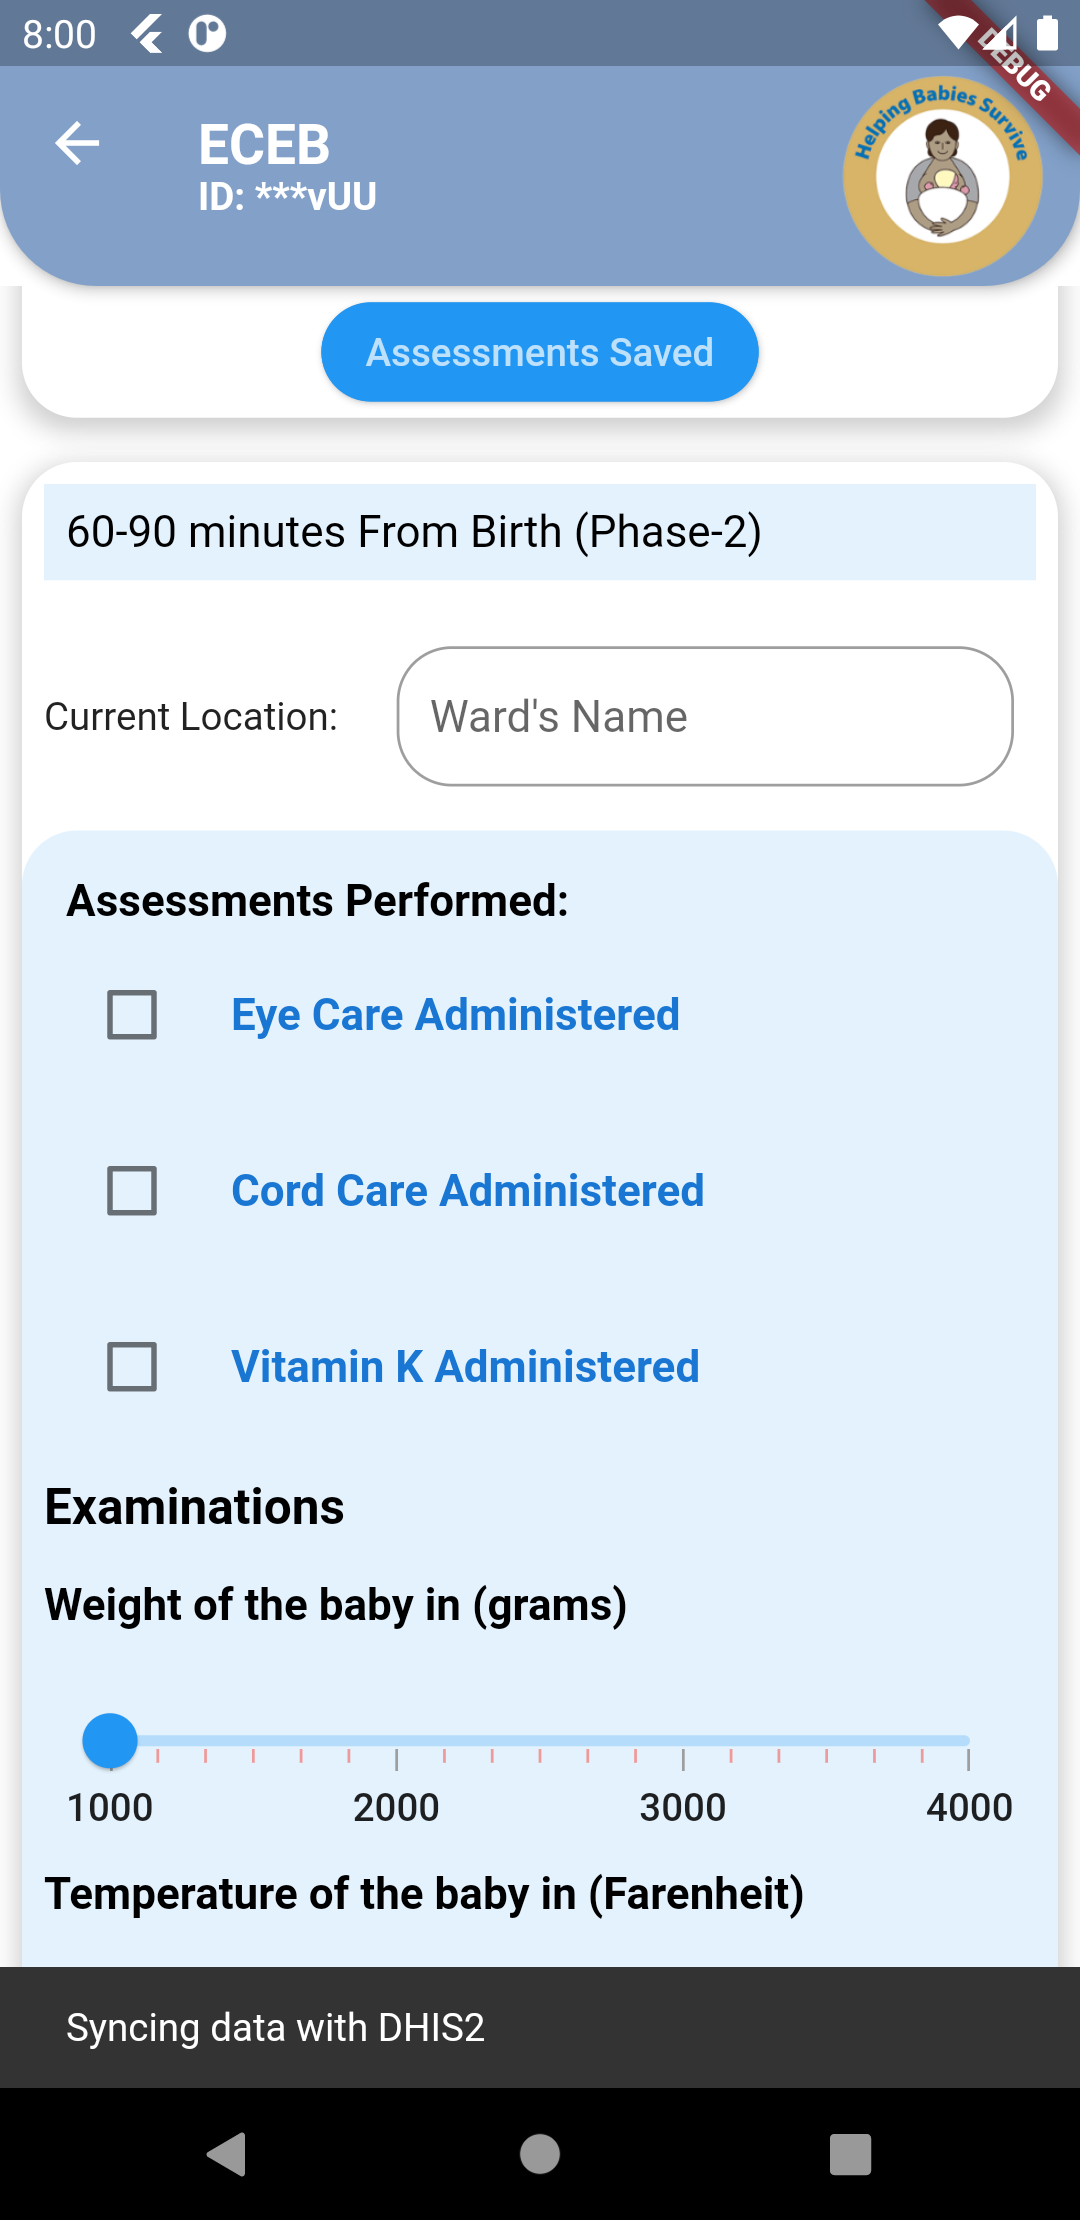 8:00
DEBUG
ECEB
ID: ***vUU
Helping Babies Survive
Assessments Saved
60-90 minutes From Birth (Phase-2)
Current Location:
Ward's Name
Assessments Performed:
Eye Care Administered
Cord Care Administered
Vitamin K Administered
Examinations
Weight of the baby in (grams)
1000 2000 3000 4000
Temperature of the baby in (Farenheit)
Syncing data with DHIS2